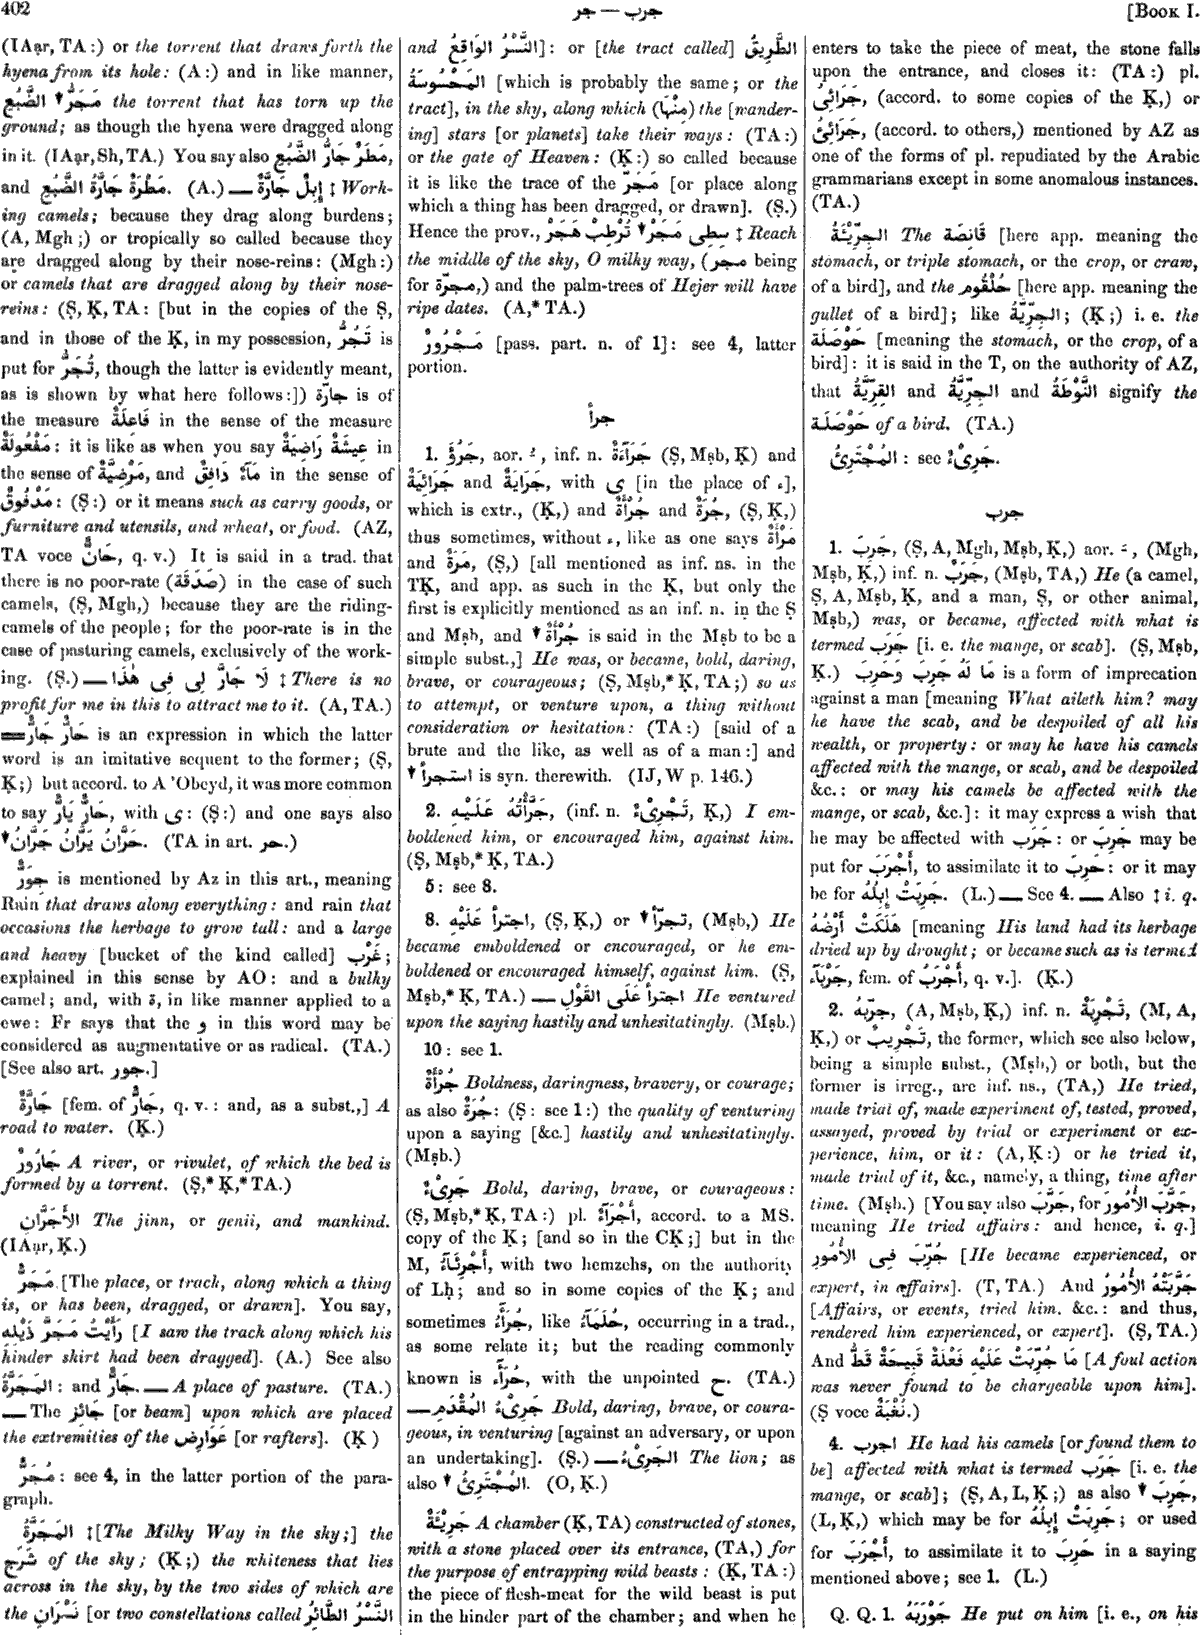 402
جرب — جر
[Book I.
(IAạr, TA:) or the torrent that draws forth the
hyena from its hole: (A:) and in like manner,
مَجَرُّ ▼ الضَّبُعِ the torrent that has torn up the
ground; as though the hyena were dragged along
in it. (IAạr, Sh, TA.) You say also مَطَرٌ جَارُّ الضَّبُعِ,
and مَطْرَةٌ جَارَّةُ الضَّبُعِ. (A.) — إِبِلٌ جَارَّةٌ ‡ Work-
ing camels; because they drag along burdens;
(A, Mgh;) or tropically so called because they
are dragged along by their nose-reins: (Mgh:)
or camels that are dragged along by their nose-
reins: (Ṣ, Ḳ, TA: [but in the copies of the Ṣ,
and in those of the Ḳ, in my possession, تَجُرُّ is
put for تُجَرُّ, though the latter is evidently meant,
as is shown by what here follows:]) جارّة is of
the measure فَاعِلَةٌ in the sense of the measure
مَفْعُولَةٌ: it is like as when you say عِيشَةٌ رَاضِيَةٌ in
the sense of مَرْضِيَّةٌ, and مَآءٌ دَافِقٌ in the sense of
مَدْفُوقٌ: (Ṣ:) or it means such as carry goods, or
furniture and utensils, and wheat, or food. (AZ,
TA voce حَانٌّ, q. v.) It is said in a trad. that
there is no poor-rate (صَدَقَة) in the case of such
camels, (Ṣ, Mgh,) because they are the riding-
camels of the people; for the poor-rate is in the
case of pasturing camels, exclusively of the work-
ing. (Ṣ.) — لَا جَارَّ لِى فِى هٰذَا ‡ There is no
profit for me in this to attract me to it. (A, TA.)
= حَارٌّ جَارٌّ is an expression in which the latter
word is an imitative sequent to the former; (Ṣ,
Ḳ;) but accord. to A 'Obeyd, it was more common
to say حَارٌّ يَارٌّ, with ى: (Ṣ:) and one says also
حَرَّانُ يَرَّانُ جَرَّانُ ▼. (TA in art. حر.)
جِوَرٌّ is mentioned by Az in this art., meaning
Rain that draws along everything: and rain that
occasions the herbage to grow tall: and a large
and heavy [bucket of the kind called] غَرْب;
explained in this sense by AO: and a bulky
camel; and, with ة, in like manner applied to a
ewe: Fr says that the و in this word may be
considered as augmentative or as radical. (TA.)
[See also art. جور.]
جَارَّةٌ [fem. of جَارٌّ, q. v.: and, as a subst.,] A
road to water. (Ḳ.)
جَارُورٌ A river, or rivulet, of which the bed is
formed by a torrent. (Ṣ,* Ḳ,* TA.)
الأَجَرَّانِ The jinn, or genii, and mankind.
(IAạr, Ḳ.)
مَجَرٌّ [The place, or track, along which a thing
is, or has been, dragged, or drawn]. You say,
رَأَيْتُ مَجَرَّ ذَيْلِهِ [I saw the track along which his
hinder skirt had been dragged]. (A.) See also
المَجَرَّةُ: and جَارٌّ. — A place of pasture. (TA.)
— The جَائِز [or beam] upon which are placed
the extremities of the عَوَارِض [or rafters]. (Ḳ)
مُجَرٌّ: see 4, in the latter portion of the para-
graph.
المَجَرَّةُ ‡ [The Milky Way in the sky;] the
شَرَج of the sky; (Ḳ;) the whiteness that lies
across in the sky, by the two sides of which are
the نَسْرَانِ [or two constellations called النَّسْرُ الطَّائِرُ
and النَّسْرُ الوَاقِعُ]: or [the tract called] الطَّرِيقُ
المَحْسُوسَةُ [which is probably the same; or the
tract], in the sky, along which (مِنْهَا) the [wander-
ing] stars [or planets] take their ways: (TA:)
or the gate of Heaven: (Ḳ:) so called because
it is like the trace of the مَجَرّ [or place along
which a thing has been dragged, or drawn]. (Ṣ.)
Hence the prov., سِطِى مَجَرْ ▼ تُرْطِبْ هَجَرْ ‡ Reach
the middle of the sky, O milky way, (مجر being
for مجرّة,) and the palm-trees of Hejer will have
ripe dates. (A,* TA.)
مَجْرُورٌ [pass. part. n. of 1]: see 4, latter
portion.
جرأ
1. جَرُؤَ, aor. ـُ, inf. n. جَرَآءَةٌ (Ṣ, Mṣb, Ḳ) and
جَرَائِيَةٌ and جَرَايَةٌ, with ى [in the place of ء],
which is extr., (Ḳ,) and جُرْأَةٌ and جُرَةٌ, (Ṣ, Ḳ,)
thus sometimes, without ء, like as one says مَرْأَةٌ
and مَرَةٌ, (Ṣ,) [all mentioned as inf. ns. in the
TḲ, and app. as such in the Ḳ, but only the
first is explicitly mentioned as an inf. n. in the Ṣ
and Mṣb, and جُرْأَةٌ ▼ is said in the Mṣb to be a
simple subst.,] He was, or became, bold, daring,
brave, or courageous; (Ṣ, Mṣb,* Ḳ, TA;) so as
to attempt, or venture upon, a thing without
consideration or hesitation: (TA:) [said of a
brute and the like, as well as of a man:] and
استجرأ ▼ is syn. therewith. (IJ, W p. 146.)
2. جَرَّأْتُهُ عَلَيْهِ, (inf. n. تَجْرِىْءٌ, Ḳ,) I em-
boldened him, or encouraged him, against him.
(Ṣ, Mṣb,* Ḳ, TA.)
5: see 8.
8. اجترأ عَلَيْهِ, (Ṣ, Ḳ,) or تجرّأ ▼, (Mṣb,) He
became emboldened or encouraged, or he em-
boldened or encouraged himself, against him. (Ṣ,
Mṣb,* Ḳ, TA.) — اجترأ عَلَى القَوْلِ He ventured
upon the saying hastily and unhesitatingly. (Mṣb.)
10: see 1.
جُرْأَةٌ Boldness, daringness, bravery, or courage;
as also جُرَةٌ: (Ṣ: see 1:) the quality of venturing
upon a saying [&c.] hastily and unhesitatingly.
(Mṣb.)
جَرِىْءٌ Bold, daring, brave, or courageous:
(Ṣ, Mṣb,* Ḳ, TA:) pl. أَجْرَآءٌ, accord. to a MS.
copy of the Ḳ; [and so in the CḲ;] but in the
M, أَجْرِئَآءُ, with two hemzehs, on the authority
of Lḥ; and so in some copies of the Ḳ; and
sometimes جُرَآءُ, like حُلَمَآءُ, occurring in a trad.,
as some relate it; but the reading commonly
known is حُرَآءُ, with the unpointed ح. (TA.)
— جَرِىْءُ المُقْدَمِ Bold, daring, brave, or coura-
geous, in venturing [against an adversary, or upon
an undertaking]. (Ṣ.) — الجَرِىْءُ The lion; as
also المُجْتَرِئُ ▼. (O, Ḳ.)
جَرِيْئَةٌ A chamber (Ḳ, TA) constructed of stones,
with a stone placed over its entrance, (TA,) for
the purpose of entrapping wild beasts: (Ḳ, TA:)
the piece of flesh-meat for the wild beast is put
in the hinder part of the chamber; and when he
enters to take the piece of meat, the stone falls
upon the entrance, and closes it: (TA:) pl.
جَرَائِىُّ, (accord. to some copies of the Ḳ,) or
جَرَائِئُ, (accord. to others,) mentioned by AZ as
one of the forms of pl. repudiated by the Arabic
grammarians except in some anomalous instances.
(TA.)
الجِرِّيْئَةُ The قَانِصَة [here app. meaning the
stomach, or triple stomach, or the crop, or craw,
of a bird], and the حُلْقُوم [here app. meaning the
gullet of a bird]; like الجِرِّيَّةُ; (Ḳ;) i. e. the
حَوْصَلَة [meaning the stomach, or the crop, of a
bird]: it is said in the T, on the authority of AZ,
that القِرِّيَّةُ and الجِرِّيَّةُ and النَّوْطَةُ signify the
حَوْصَلَة of a bird. (TA.)
المُجْتَرِئُ: see جَرِىْءٌ.
جرب
1. جَرِبَ, (Ṣ, A, Mgh, Mṣb, Ḳ,) aor. ـَ, (Mgh,
Mṣb, Ḳ,) inf. n. جَرَبٌ, (Mṣb, TA,) He (a camel,
Ṣ, A, Mṣb, Ḳ, and a man, Ṣ, or other animal,
Mṣb,) was, or became, affected with what is
termed جَرَب [i. e. the mange, or scab]. (Ṣ, Mṣb,
Ḳ.) مَا لَهُ جَرِبَ وَحَرِبَ is a form of imprecation
against a man [meaning What aileth him? may
he have the scab, and be despoiled of all his
wealth, or property: or may he have his camels
affected with the mange, or scab, and be despoiled
&c.: or may his camels be affected with the
mange, or scab, &c.]: it may express a wish that
he may be affected with جَرَب: or جَرِبَ may be
put for أَجْرَبَ, to assimilate it to حَرِبَ: or it may
be for جَرِبَتْ إِبِلُهُ. (L.) — See 4. — Also ‡ i. q.
هَلَكَتْ أَرْضُهُ [meaning His land had its herbage
dried up by drought; or became such as is termed
جَرْبَآء, fem. of أَجْرَبُ, q. v.]. (Ḳ.)
2. جرّبهُ, (A, Mṣb, Ḳ,) inf. n. تَجْرِبَةٌ, (M, A,
Ḳ,) or تَجْرِيبٌ, the former, which see also below,
being a simple subst., (Mṣb,) or both, but the
former is irreg., are inf. ns., (TA,) He tried,
made trial of, made experiment of, tested, proved,
assayed, proved by trial or experiment or ex-
perience, him, or it: (A, Ḳ:) or he tried it,
made trial of it, &c., namely, a thing, time after
time. (Mṣb.) [You say also جَرَّبَ, for جَرَّبَ الأُمُورَ,
meaning He tried affairs: and hence, i. q.]
جُرِّبَ فِى الأُمُورِ [He became experienced, or
expert, in affairs]. (T, TA.) And جَرَّبَتْهُ الأُمُورُ
[Affairs, or events, tried him. &c.: and thus,
rendered him experienced, or expert]. (Ṣ, TA.)
And مَا جُرِّبَتْ عَلَيْهِ فَعْلَةٌ قَبِيحَةٌ قَطُّ [A foul action
was never found to be chargeable upon him].
(Ṣ voce نُغْبَةٌ.)
4. اجرب He had his camels [or found them to
be] affected with what is termed جَرَب [i. e. the
mange, or scab]; (Ṣ, A, L, Ḳ;) as also جَرِبَ ▼,
(L, Ḳ,) which may be for جَرِبَتْ إِبِلُهُ; or used
for أَجْرَبَ, to assimilate it to حَرِبَ in a saying
mentioned above; see 1. (L.)
Q. Q. 1. جَوْرَبَهُ He put on him [i. e., on his